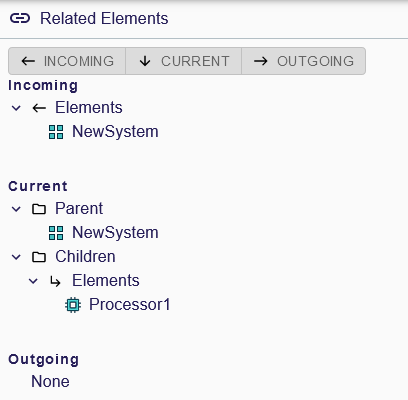 Related Elements
INCOMING CURRENT OUTGOING
Incoming
Elements
NewSystem
Current
Parent
NewSystem
Children
Elements
Processor1
Outgoing
None